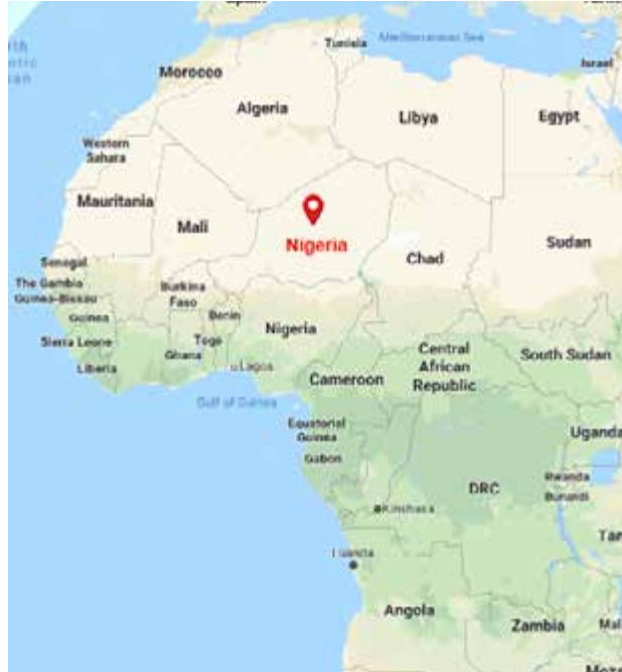 Tunisia
Mediterranean Sea
Israel
Morocco
Algeria
Libya
Egypt
Western
Sahara
Mauritania
Mali
Nigeria
Chad
Sudan
Senegal
The Gambia
Guinea-Bissau
Burkina
Faso
Guinea
Benin
Nigeria
Togo
Sierra Leone
Ghana
Lagos
Liberia
Central
African
Republic
South Sudan
Cameroon
Gulf of Guinea
Equatorial
Guinea
Gabon
Uganda
DRC
Rwanda
Burundi
Kinshasa
Luanda
Angola
Zambia